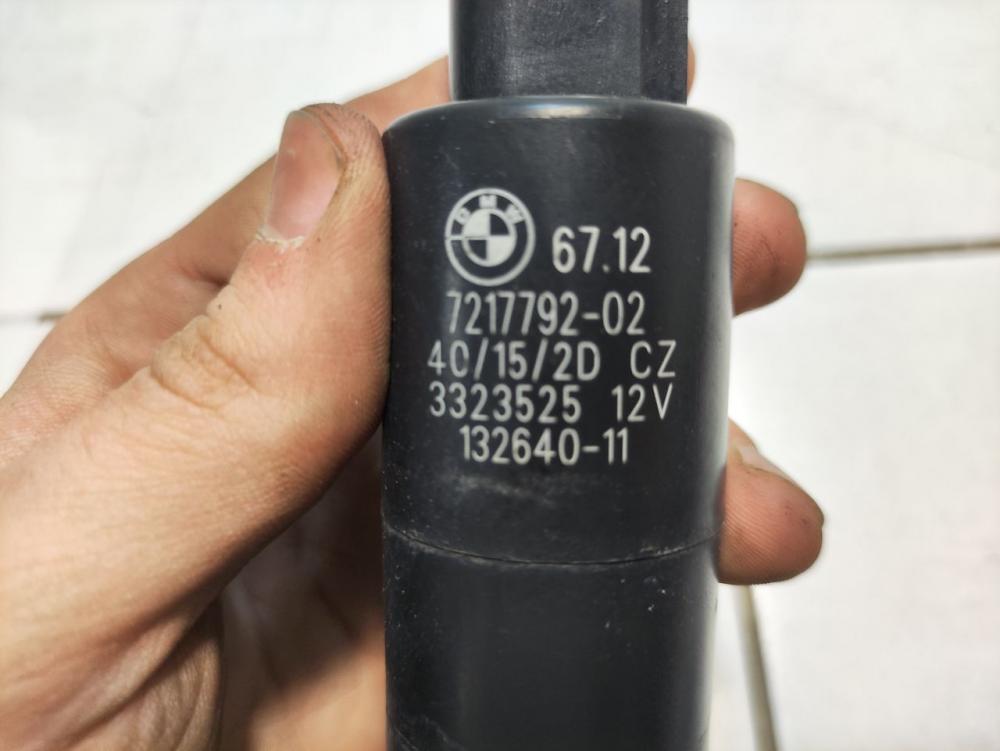 BMW
67.12
7217792-02
40/15/2D CZ
3323525 12V
132640-11